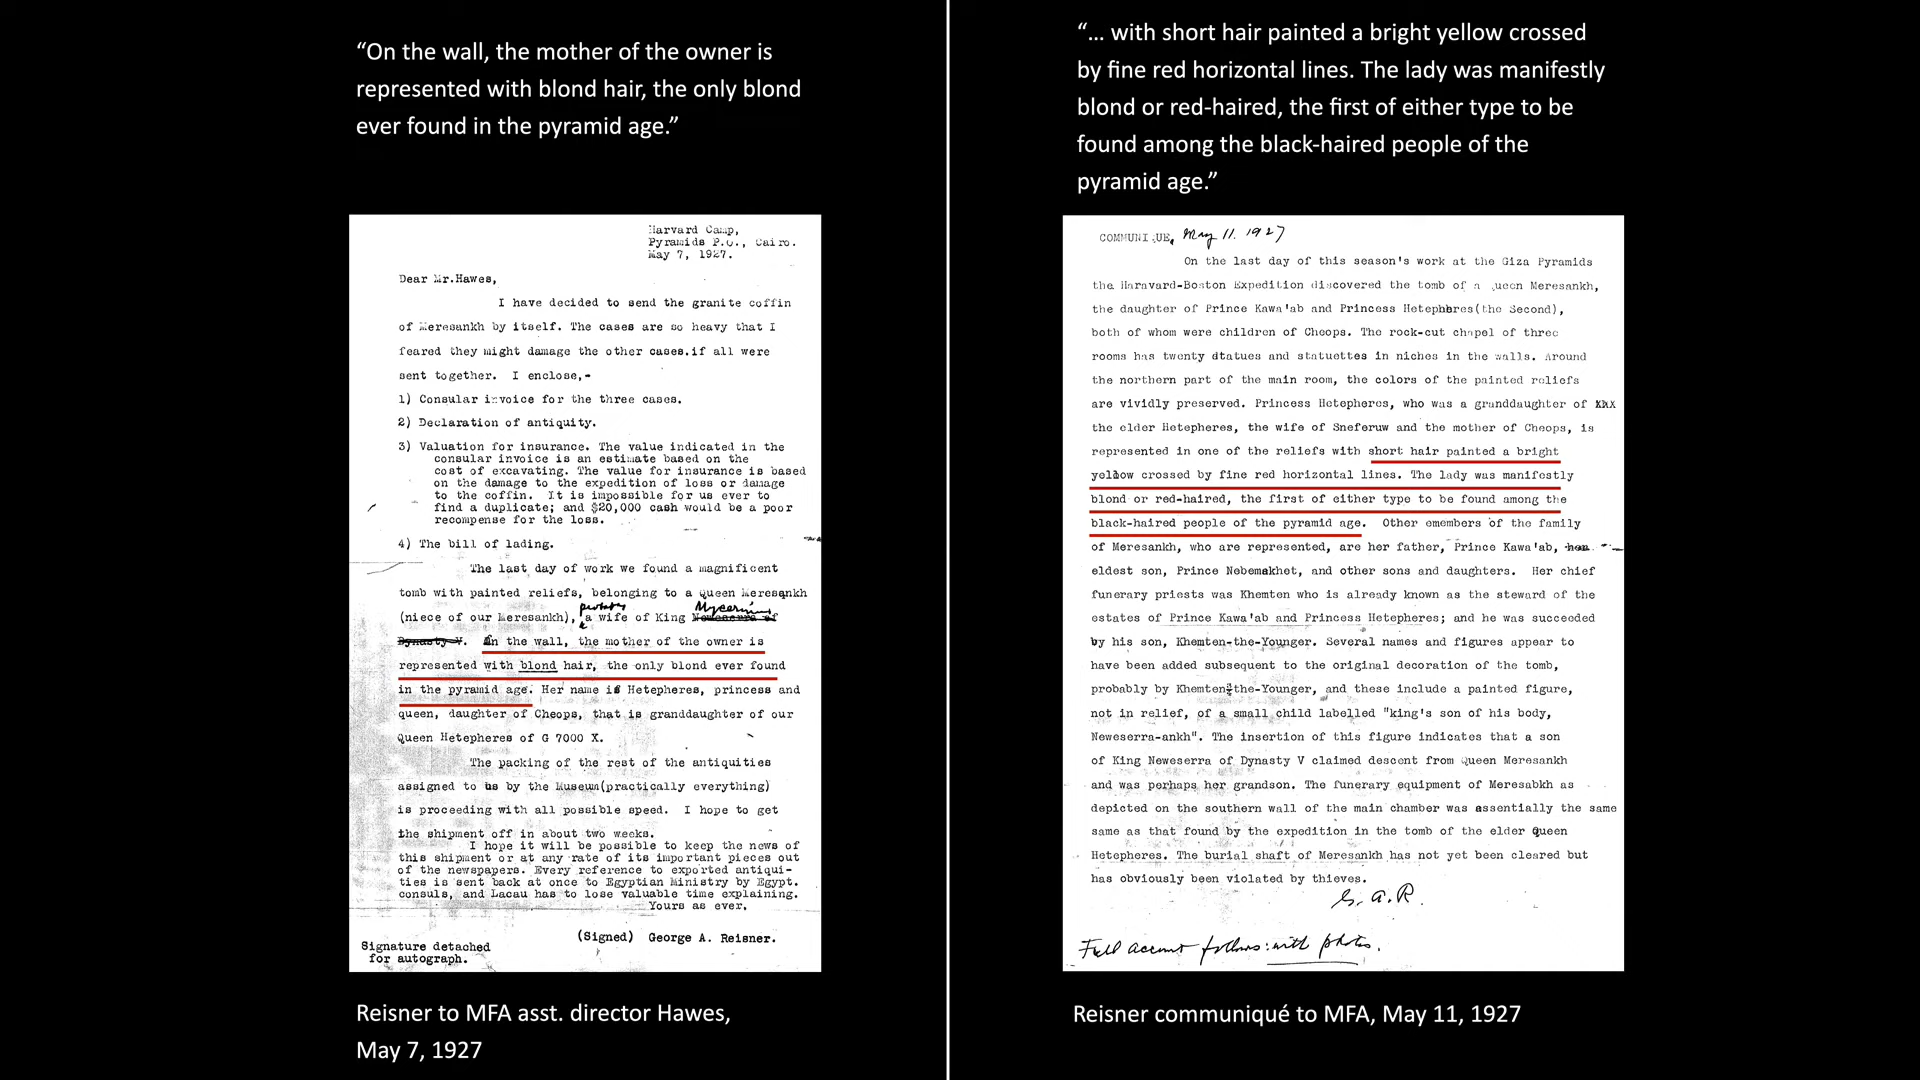 “On the wall, the mother of the owner is
represented with blond hair, the only blond
ever found in the pyramid age.”
Harvard Camp,
Pyramids P.O., Cairo.
May 7, 1927.
Dear Mr.Hawes,
I have decided to send the granite coffin
of Meresankh by itself. The cases are so heavy that I
feared they might damage the other cases.if all were
sent together. I enclose,-
1) Consular invoice for the three cases.
2) Declaration of antiquity.
3) Valuation for insurance. The value indicated in the
consular invoice is an estimate based on the
cost of excavating. The value for insurance is based
on the damage to the expedition of loss or damage
to the coffin. It is impossible for us ever to
find a duplicate; and $20,000 cash would be a poor
recompense for the loss.
4) The bill of lading.
The last day of work we found a magnificent
tomb with painted reliefs, belonging to a Queen Meresankh
(niece of our Meresankh), probably a wife of King Mycerinus
Dynasty V. On the wall, the mother of the owner is
represented with blond hair, the only blond ever found
in the pyramid age. Her name is Hetepheres, princess and
queen, daughter of Cheops, that is granddaughter of our
Queen Hetepheres of G 7000 X.
The packing of the rest of the antiquities
assigned to us by the Museum(practically everything)
is proceeding with all possible speed. I hope to get
the shipment off in about two weeks.
I hope it will be possible to keep the news of
this shipment or at any rate of its important pieces out
of the newspapers. Every reference to exported antiqui-
ties is sent back at once to Egyptian Ministry by Egypt.
consuls, and Lacau has to lose valuable time explaining.
Yours as ever,
(Signed) George A. Reisner.
Signature detached
for autograph.
Reisner to MFA asst. director Hawes,
May 7, 1927
“... with short hair painted a bright yellow crossed
by fine red horizontal lines. The lady was manifestly
blond or red-haired, the first of either type to be
found among the black-haired people of the
pyramid age.”
COMMUNIQUE, May 11. 1927
On the last day of this season's work at the Giza Pyramids
the Haravard-Boston Expedition discovered the tomb of a Queen Meresankh,
the daughter of Prince Kawa'ab and Princess Hetephbres(the Second),
both of whom were children of Cheops. The rock-cut chapel of three
rooms has twenty dtatues and statuettes in niches in the walls. Around
the northern part of the main room, the colors of the painted reliefs
are vividly preserved. Princess Hetepheres, who was a granddaughter of XXX
the elder Hetepheres, the wife of Sneferuw and the mother of Cheops, is
represented in one of the reliefs with short hair painted a bright
yellow crossed by fine red horizontal lines. The lady was manifestly
blond or red-haired, the first of either type to be found among the
black-haired people of the pyramid age. Other omembers of the family
of Meresankh, who are represented, are her father, Prince Kawa'ab, her
eldest son, Prince Nebemakhet, and other sons and daughters. Her chief
funerary priests was Khemten who is already known as the steward of the
estates of Prince Kawa'ab and Princess Hetepheres; and he was succeeded
by his son, Khemten-the-Younger. Several names and figures appear to
have been added subsequent to the original decoration of the tomb,
probably by Khemten-the-Younger, and these include a painted figure,
not in relief, of a small child labelled "king's son of his body,
Neweserra-ankh". The insertion of this figure indicates that a son
of King Neweserra of Dynasty V claimed descent from Queen Meresankh
and was perhaps her grandson. The funerary equipment of Meresabkh as
depicted on the southern wall of the main chamber was essentially the same
same as that found by the expedition in the tomb of the elder Queen
Hetepheres. The burial shaft of Meresankh has not yet been cleared but
has obviously been violated by thieves.
G. A. R.
Full account follows: with photos.
Reisner communiqué to MFA, May 11, 1927